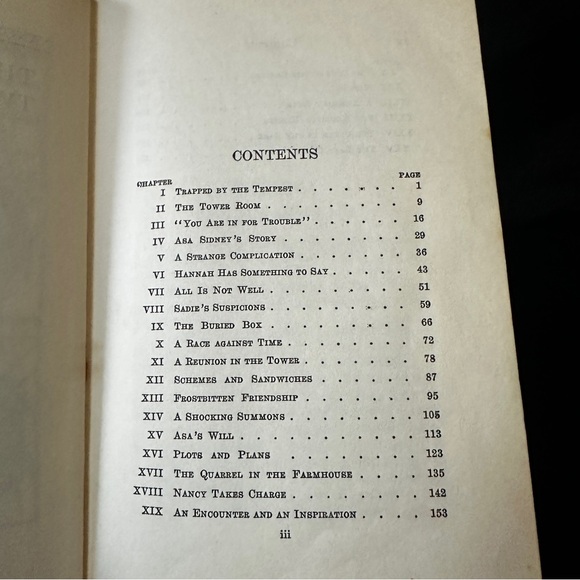 CONTENTS
CHAPTER PAGE
I TRAPPED BY THE TEMPEST . . . . . . . 1
II THE TOWER ROOM . . . . . . . . 9
III "YOU ARE IN FOR TROUBLE" . . . . . . 16
IV ASA SIDNEY'S STORY . . . . . . . . 29
V A STRANGE COMPLICATION . . . . . . . 36
VI HANNAH HAS SOMETHING TO SAY . . . . . 43
VII ALL IS NOT WELL . . . . . . . . 51
VIII SADIE'S SUSPICIONS . . . . . . . . 59
IX THE BURIED BOX . . . . . . . . 66
X A RACE AGAINST TIME . . . . . . . . 72
XI A REUNION IN THE TOWER . . . . . . . 78
XII SCHEMES AND SANDWICHES . . . . . . . 87
XIII FROSTBITTEN FRIENDSHIP . . . . . . . 95
XIV A SHOCKING SUMMONS . . . . . . . . 105
XV ASA'S WILL . . . . . . . . . . 113
XVI PLOTS AND PLANS . . . . . . . . 123
XVII THE QUARREL IN THE FARMHOUSE . . . . 135
XVIII NANCY TAKES CHARGE . . . . . . . . 142
XIX AN ENCOUNTER AND AN INSPIRATION . . . . 153
iii